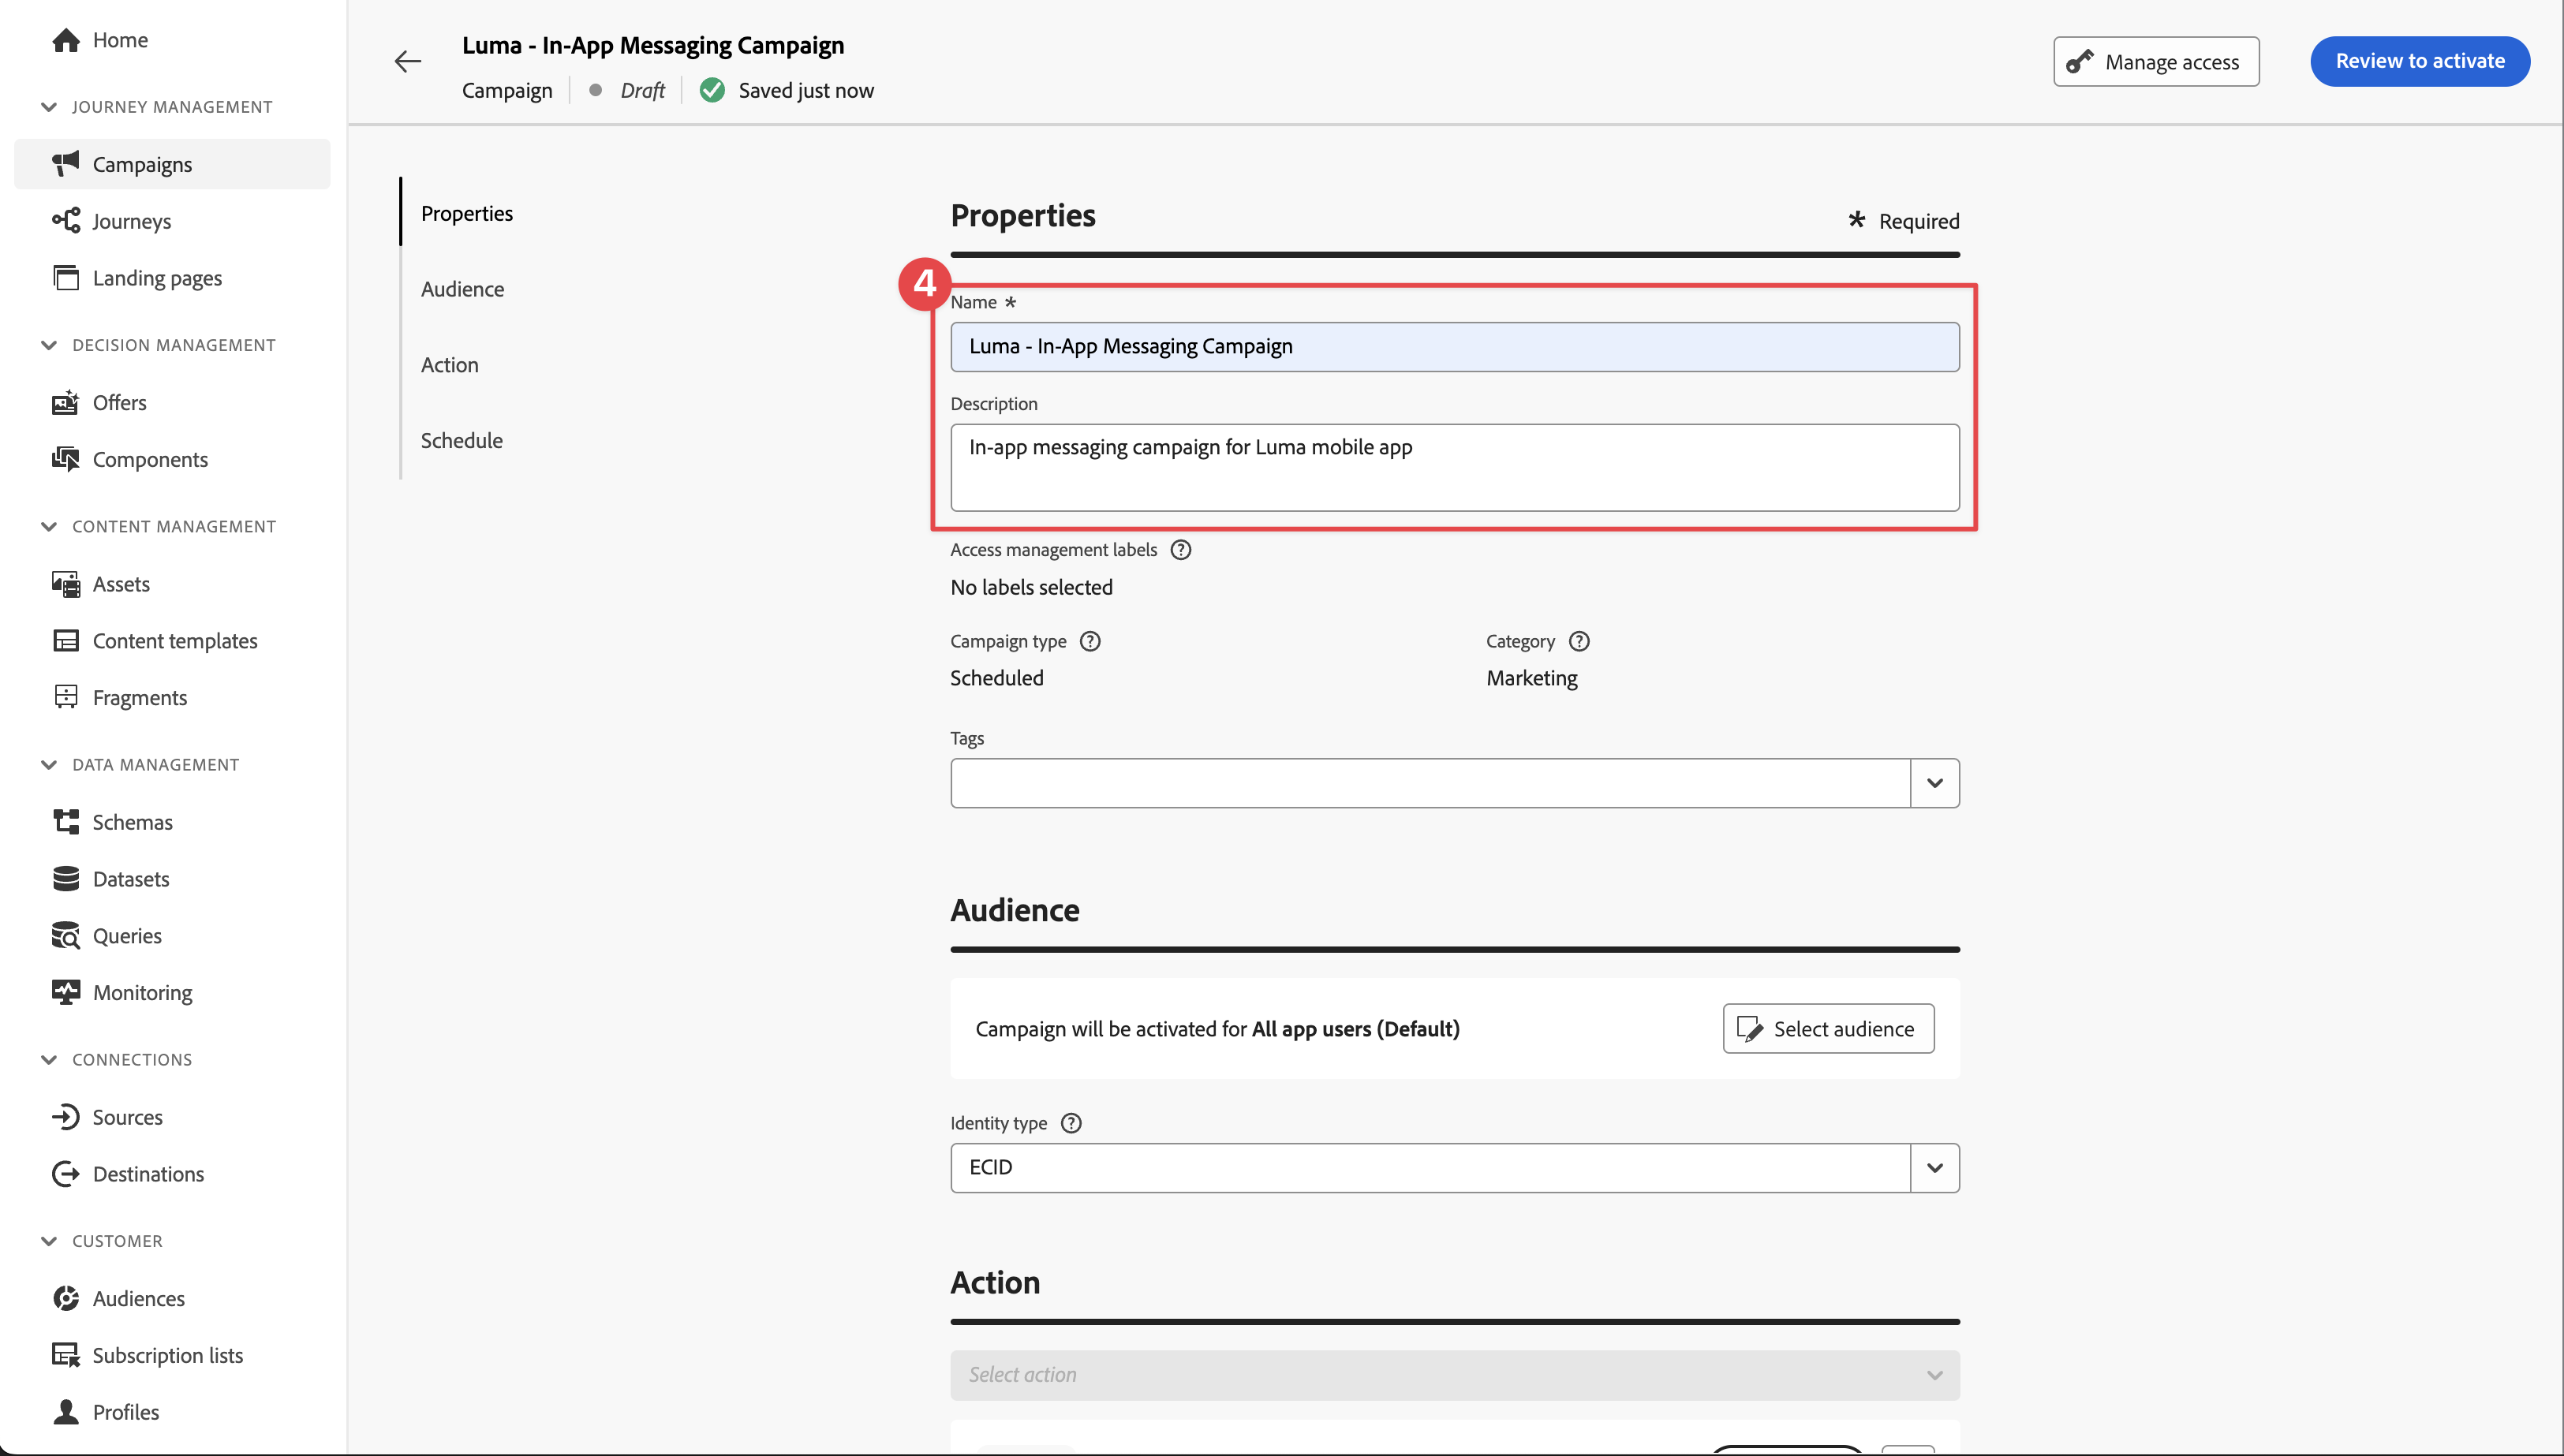 Home
JOURNEY MANAGEMENT
Campaigns
Journeys
Landing pages
DECISION MANAGEMENT
Offers
Components
CONTENT MANAGEMENT
Assets
Content templates
Fragments
DATA MANAGEMENT
Schemas
Datasets
Queries
Monitoring
CONNECTIONS
Sources
Destinations
CUSTOMER
Audiences
Subscription lists
Profiles
Luma - In-App Messaging Campaign
Campaign Draft Saved just now
Manage access
Review to activate
Properties
Audience
Action
Schedule
Properties * Required
4
Name *
Luma - In-App Messaging Campaign
Description
In-app messaging campaign for Luma mobile app
Access management labels ?
No labels selected
Campaign type ? Category ?
Scheduled Marketing
Tags
Audience
Campaign will be activated for All app users (Default) Select audience
Identity type ?
ECID
Action
Select action